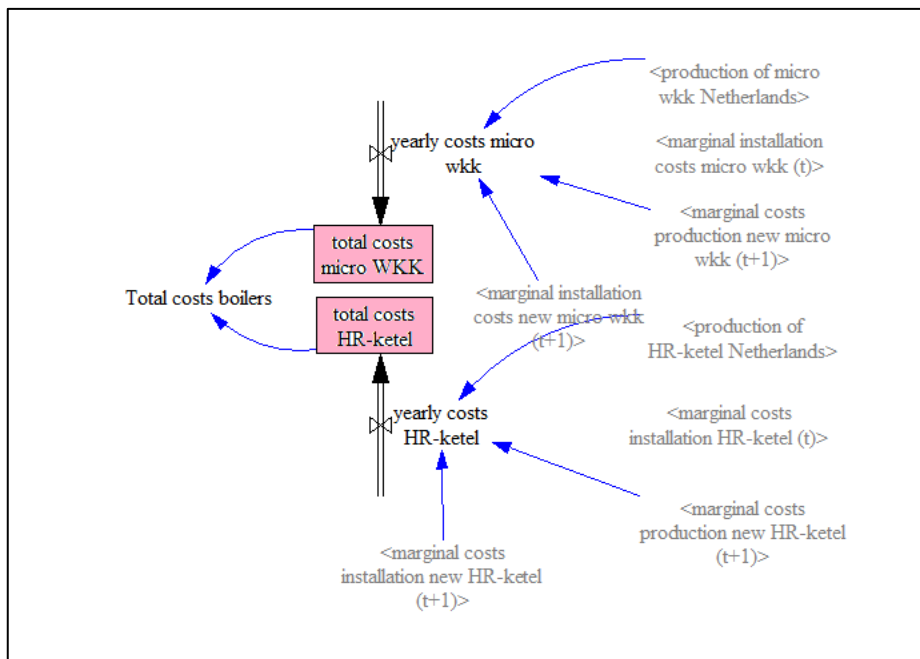 <production of micro
wkk Netherlands>
yearly costs micro
wkk
<marginal installation
costs micro wkk (t)>
<marginal costs
production new micro
wkk (t+1)>
total costs
micro WKK
Total costs boilers
total costs
HR-ketel
<marginal installation
costs new micro wkk
(t+1)>
<production of
HR-ketel Netherlands>
yearly costs
HR-ketel
<marginal costs
installation HR-ketel (t)>
<marginal costs
production new HR-ketel
(t+1)>
<marginal costs
installation new HR-ketel
(t+1)>